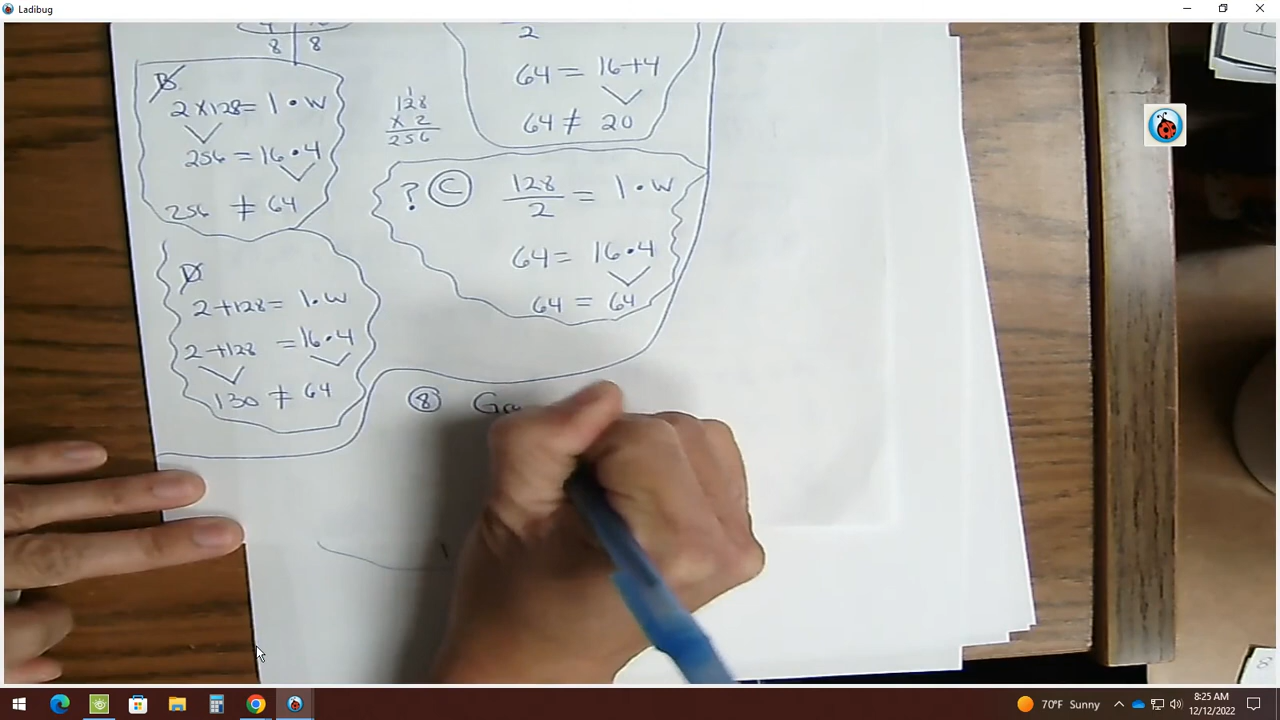 Ladibug
8 | 8
2
64 = 16+4
64 ≠ 20
B
2 x 128 = l • w
256 = 16 • 4
256 ≠ 64
1
128
x 2
256
? C 128/2 = l • w
64 = 16 • 4
64 = 64
D
2 + 128 = l • w
2 + 128 = 16 • 4
130 ≠ 64
8
70°F Sunny
8:25 AM
12/12/2022